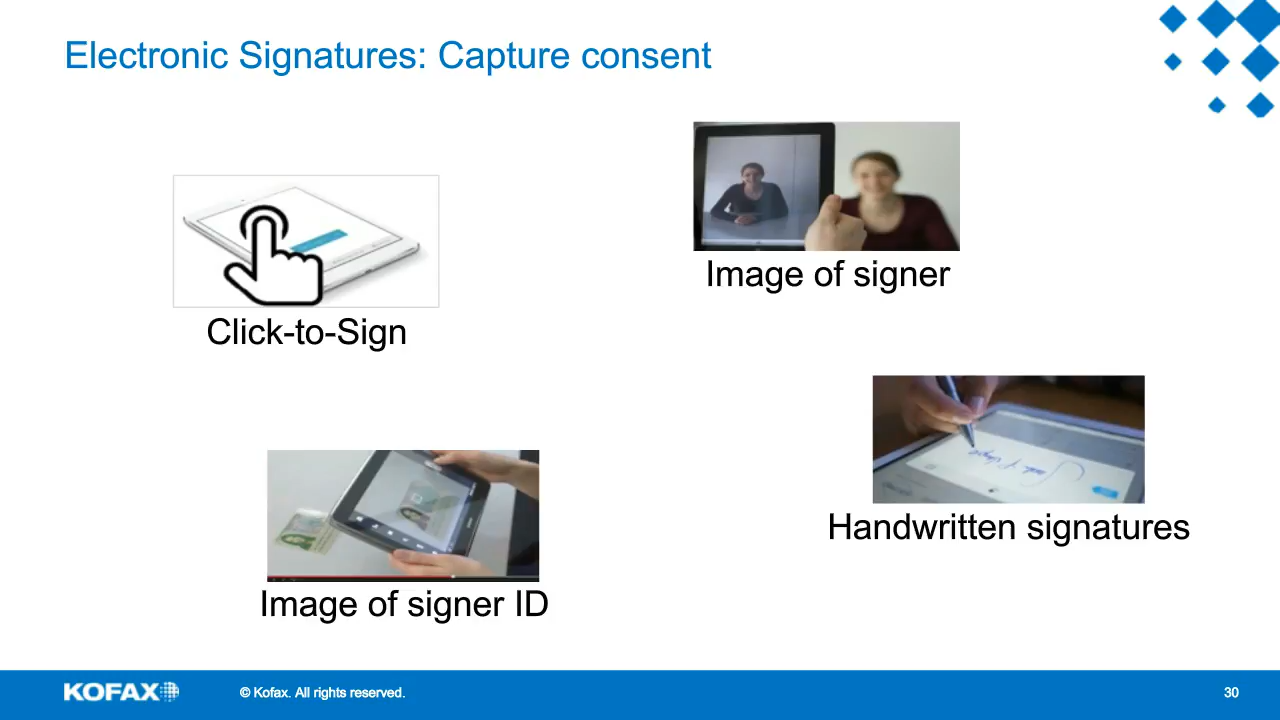 Electronic Signatures: Capture consent
Image of signer
Click-to-Sign
Handwritten signatures
Image of signer ID
KOFAX
© Kofax. All rights reserved.
30